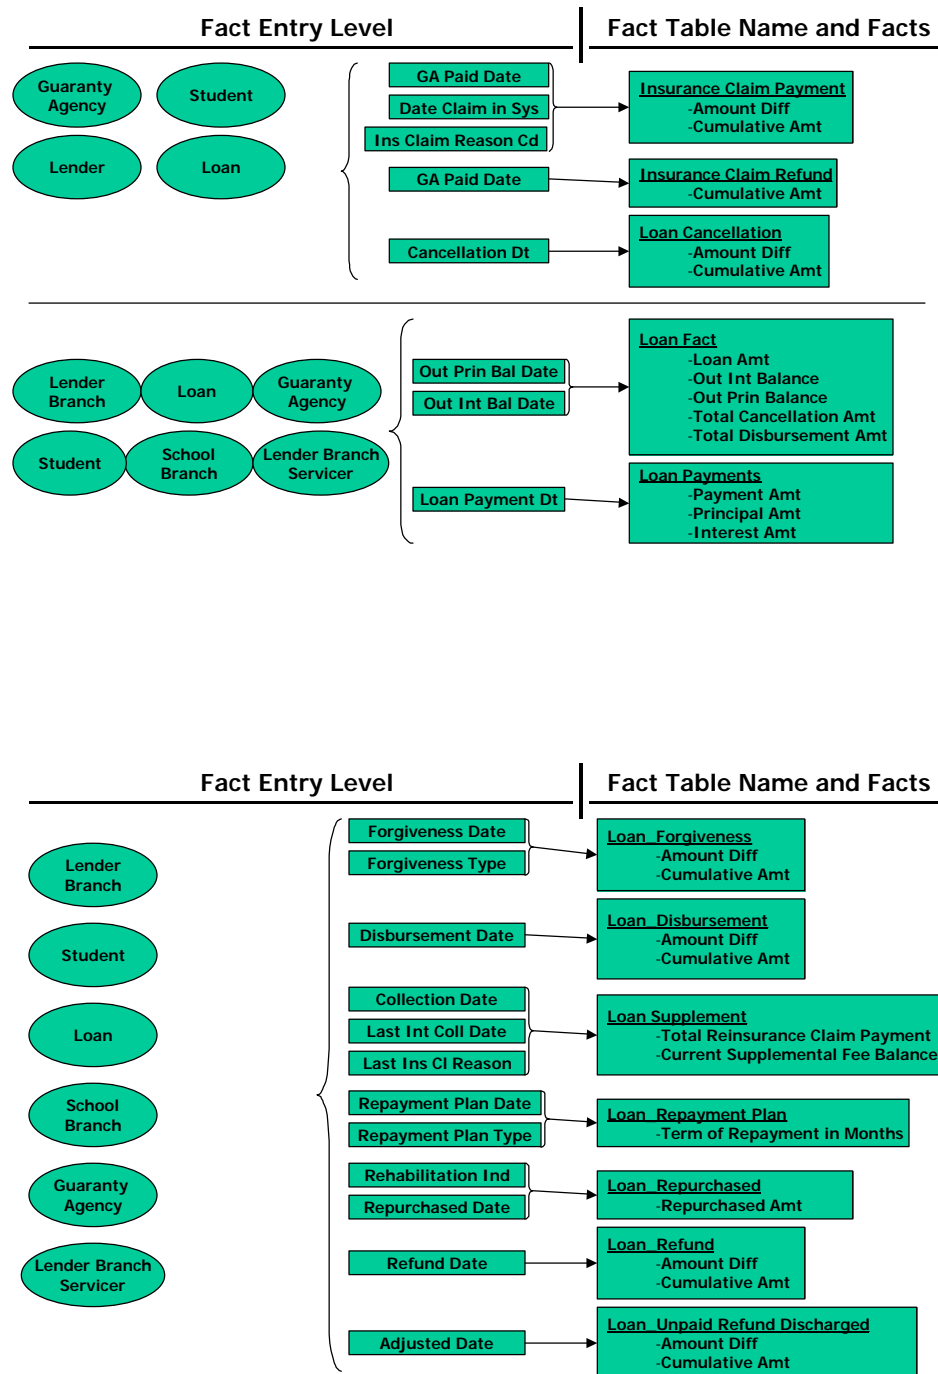 Fact Entry Level
Fact Table Name and Facts
Guaranty
Agency
Student
Lender
Loan
GA Paid Date
Date Claim in Sys
Ins Claim Reason Cd
GA Paid Date
Cancellation Dt
Insurance Claim Payment
-Amount Diff
-Cumulative Amt
Insurance Claim Refund
-Cumulative Amt
Loan Cancellation
-Amount Diff
-Cumulative Amt
Lender
Branch
Loan
Guaranty
Agency
Student
School
Branch
Lender Branch
Servicer
Out Prin Bal Date
Out Int Bal Date
Loan Payment Dt
Loan Fact
-Loan Amt
-Out Int Balance
-Out Prin Balance
-Total Cancellation Amt
-Total Disbursement Amt
Loan Payments
-Payment Amt
-Principal Amt
-Interest Amt
Fact Entry Level
Fact Table Name and Facts
Lender
Branch
Student
Loan
School
Branch
Guaranty
Agency
Lender Branch
Servicer
Forgiveness Date
Forgiveness Type
Disbursement Date
Collection Date
Last Int Coll Date
Last Ins Cl Reason
Repayment Plan Date
Repayment Plan Type
Rehabilitation Ind
Repurchased Date
Refund Date
Adjusted Date
Loan_Forgiveness
-Amount Diff
-Cumulative Amt
Loan_Disbursement
-Amount Diff
-Cumulative Amt
Loan Supplement
-Total Reinsurance Claim Payment
-Current Supplemental Fee Balance
Loan_Repayment Plan
-Term of Repayment in Months
Loan_Repurchased
-Repurchased Amt
Loan_Refund
-Amount Diff
-Cumulative Amt
Loan_Unpaid Refund Discharged
-Amount Diff
-Cumulative Amt